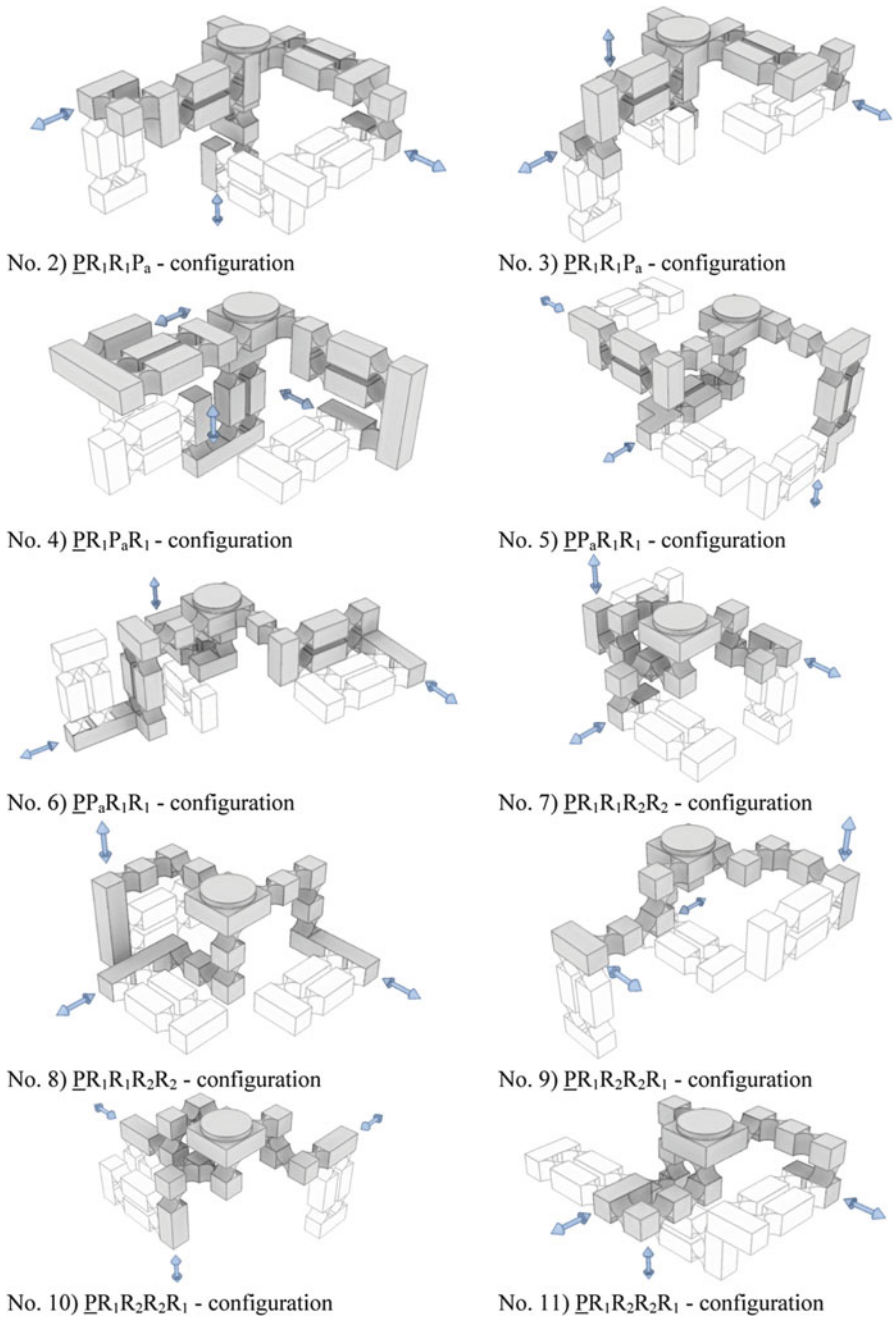 No. 2) PR₁R₁Pₐ - configuration
No. 3) PR₁R₁Pₐ - configuration
No. 4) PR₁PₐR₁ - configuration
No. 5) PPₐR₁R₁ - configuration
No. 6) PPₐR₁R₁ - configuration
No. 7) PR₁R₁R₂R₂ - configuration
No. 8) PR₁R₁R₂R₂ - configuration
No. 9) PR₁R₂R₂R₁ - configuration
No. 10) PR₁R₂R₂R₁ - configuration
No. 11) PR₁R₂R₂R₁ - configuration